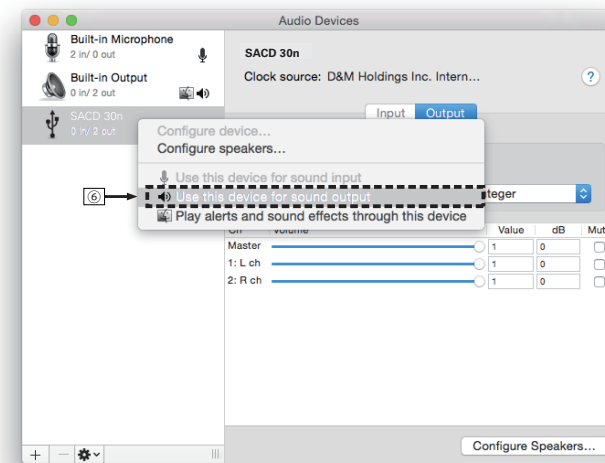 Audio Devices
Built-in Microphone
2 in/ 0 out
Built-in Output
0 in/ 2 out
SACD 30n
0 in/ 2 out
SACD 30n
Clock source: D&M Holdings Inc. Intern...
?
Input Output
Configure device...
Configure speakers...
Use this device for sound input
⑥ Use this device for sound output
Play alerts and sound effects through this device
teger
Ch Volume Value dB Mut
Master 1 0
1: L ch 1 0
2: R ch 1 0
Configure Speakers...